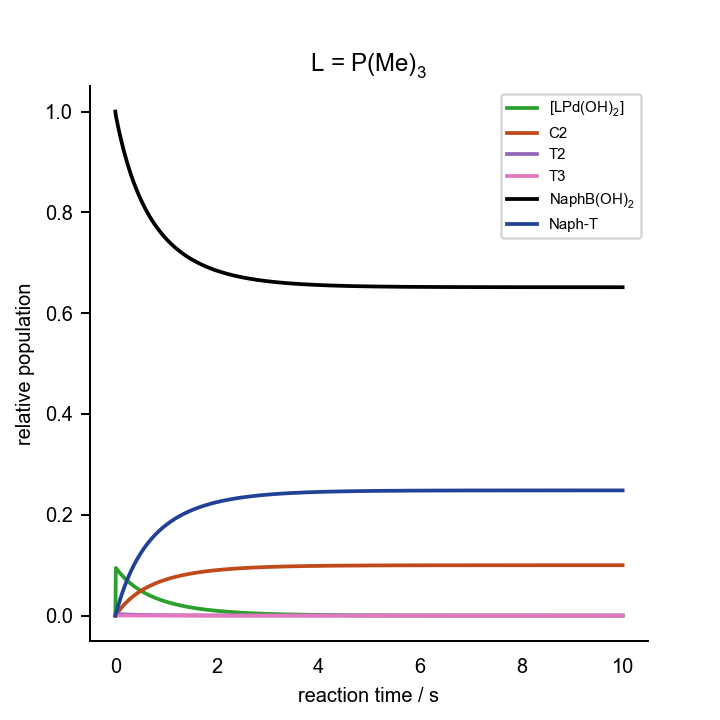 L = P(Me)₃
[LPd(OH)₂]
C2
T2
T3
NaphB(OH)₂
Naph-T
relative population
1.0
0.8
0.6
0.4
0.2
0.0
0 2 4 6 8 10
reaction time / s